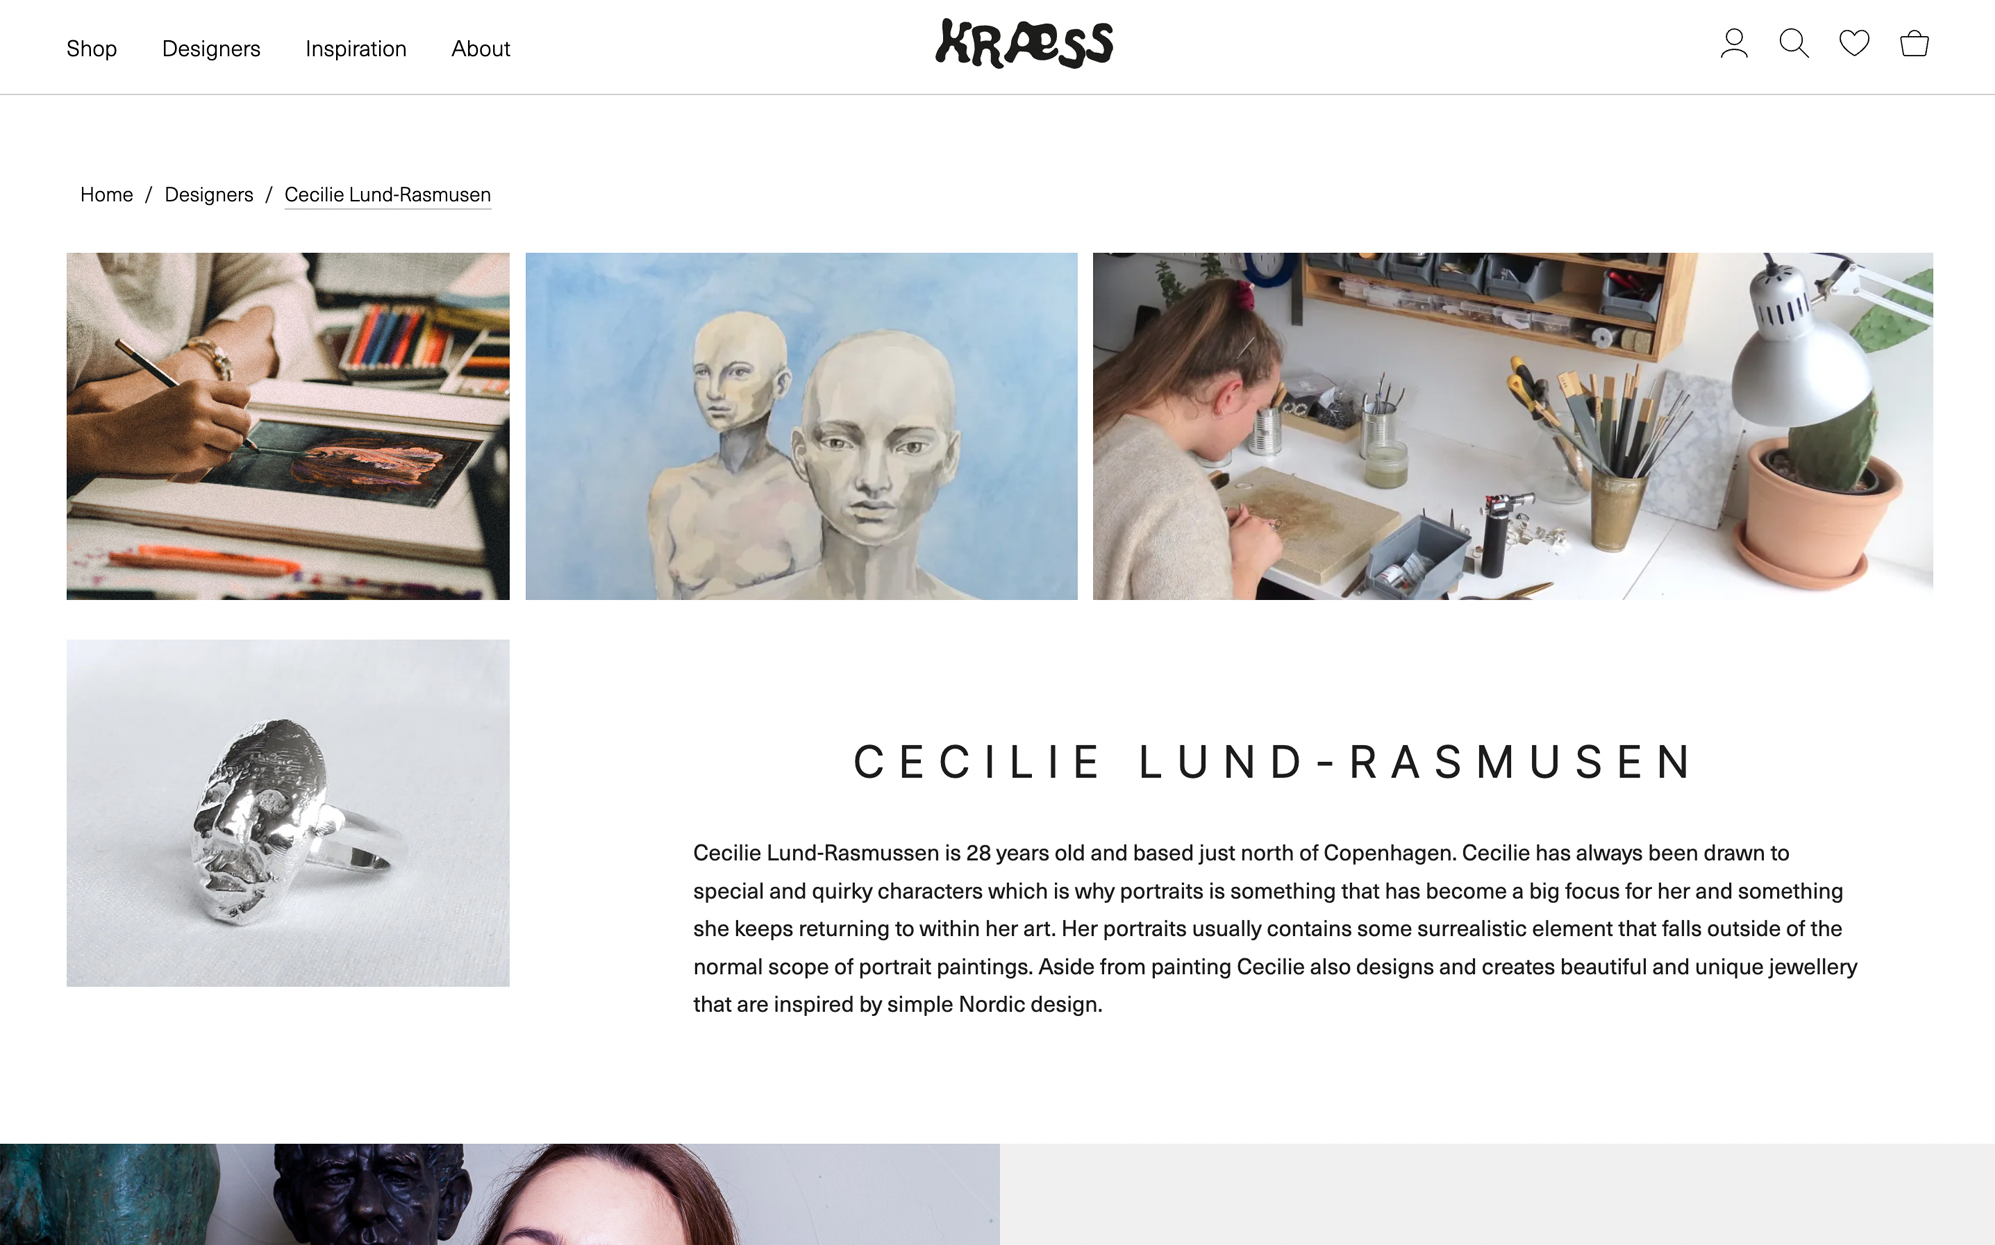 Shop Designers Inspiration About
KRÆSS
Home / Designers / Cecilie Lund-Rasmusen
CECILIE LUND-RASMUSEN
Cecilie Lund-Rasmussen is 28 years old and based just north of Copenhagen. Cecilie has always been drawn to
special and quirky characters which is why portraits is something that has become a big focus for her and something
she keeps returning to within her art. Her portraits usually contains some surrealistic element that falls outside of the
normal scope of portrait paintings. Aside from painting Cecilie also designs and creates beautiful and unique jewellery
that are inspired by simple Nordic design.